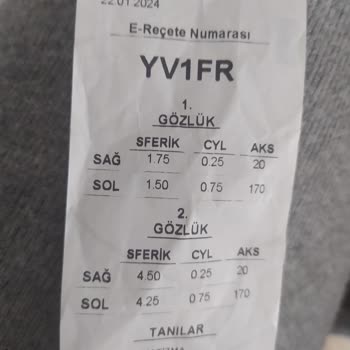 22.01 2024
E-Reçete Numarası
YV1FR
1.
GÖZLÜK
SFERİK CYL AKS
SAĞ 1.75 0.25 20
SOL 1.50 0.75 170
2.
GÖZLÜK
SFERİK CYL AKS
SAĞ 4.50 0.25 20
SOL 4.25 0.75 170
TANILAR